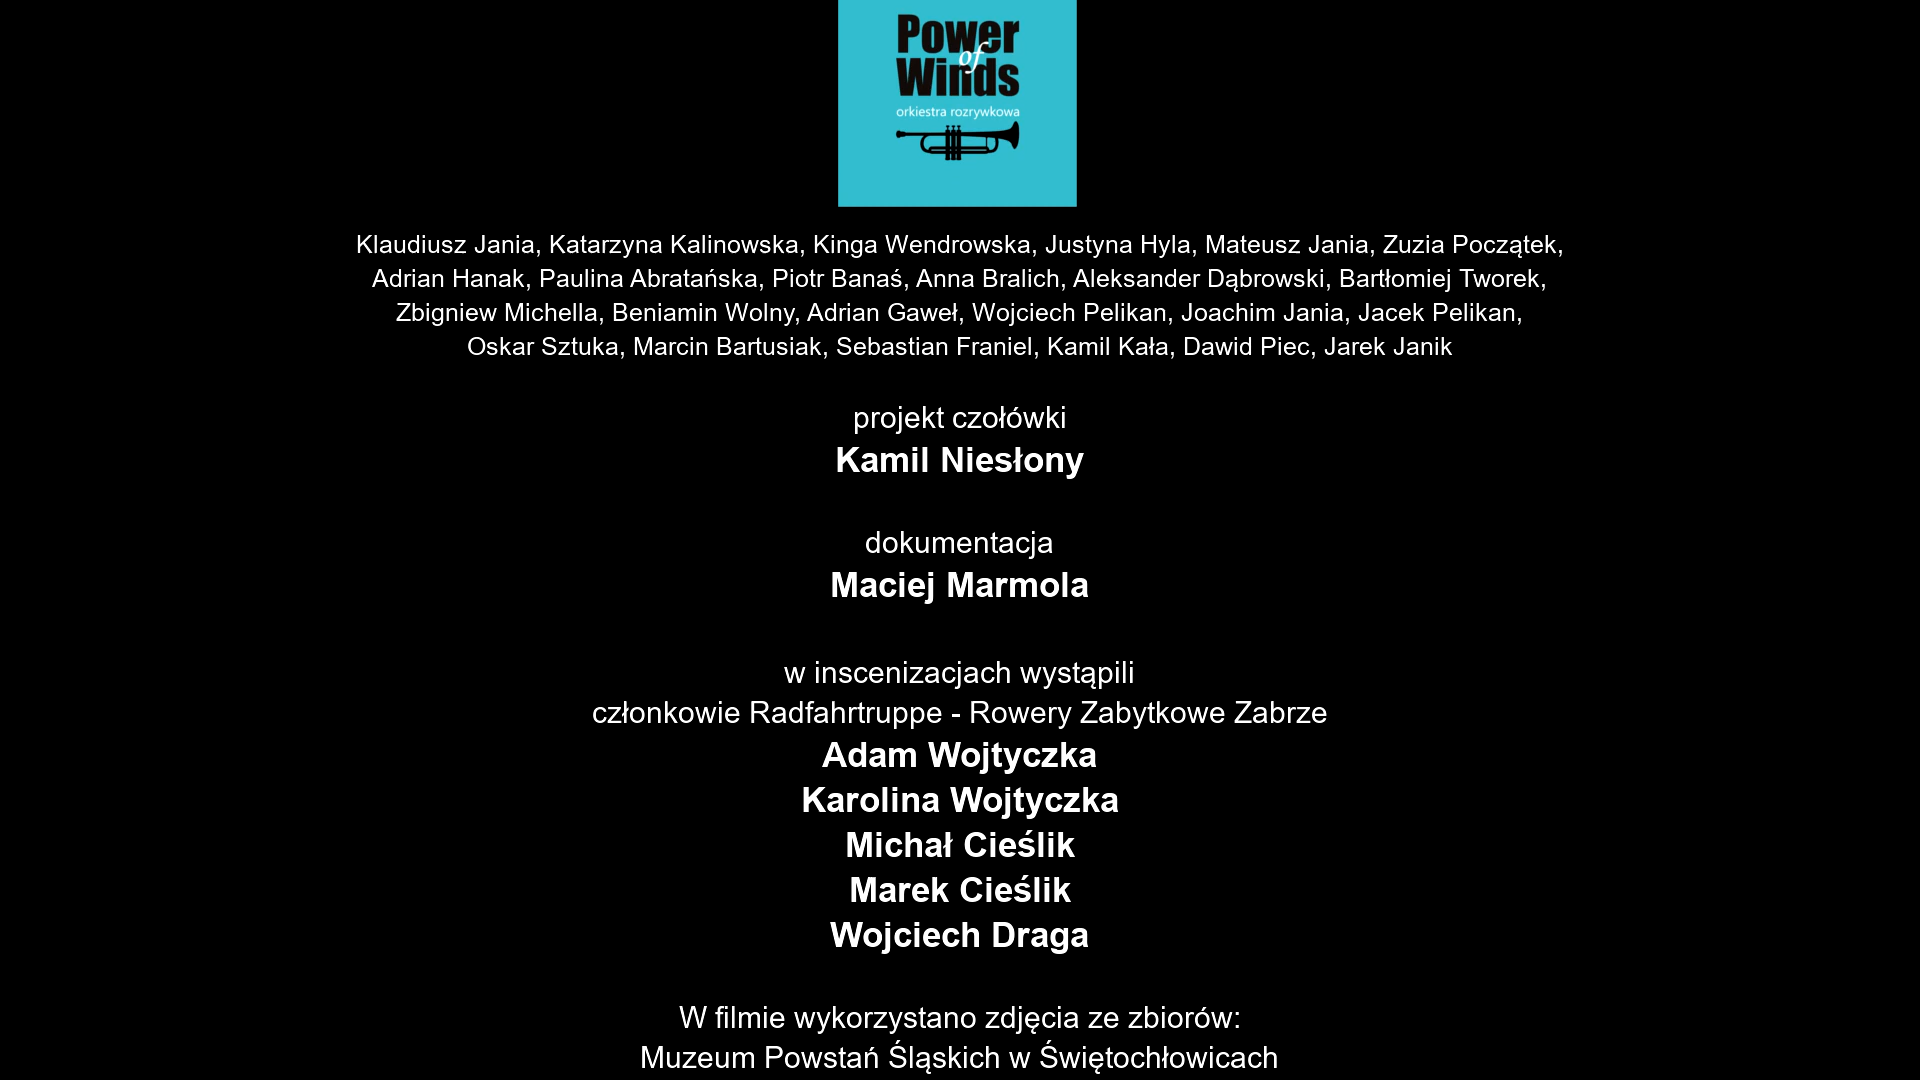 Power
of
Winds
orkiestra rozrywkowa
Klaudiusz Jania, Katarzyna Kalinowska, Kinga Wendrowska, Justyna Hyla, Mateusz Jania, Zuzia Początek,
Adrian Hanak, Paulina Abratańska, Piotr Banaś, Anna Bralich, Aleksander Dąbrowski, Bartłomiej Tworek,
Zbigniew Michella, Beniamin Wolny, Adrian Gaweł, Wojciech Pelikan, Joachim Jania, Jacek Pelikan,
Oskar Sztuka, Marcin Bartusiak, Sebastian Franiel, Kamil Kała, Dawid Piec, Jarek Janik
projekt czołówki
Kamil Niesłony
dokumentacja
Maciej Marmola
w inscenizacjach wystąpili
członkowie Radfahrtruppe - Rowery Zabytkowe Zabrze
Adam Wojtyczka
Karolina Wojtyczka
Michał Cieślik
Marek Cieślik
Wojciech Draga
W filmie wykorzystano zdjęcia ze zbiorów:
Muzeum Powstań Śląskich w Świętochłowicach